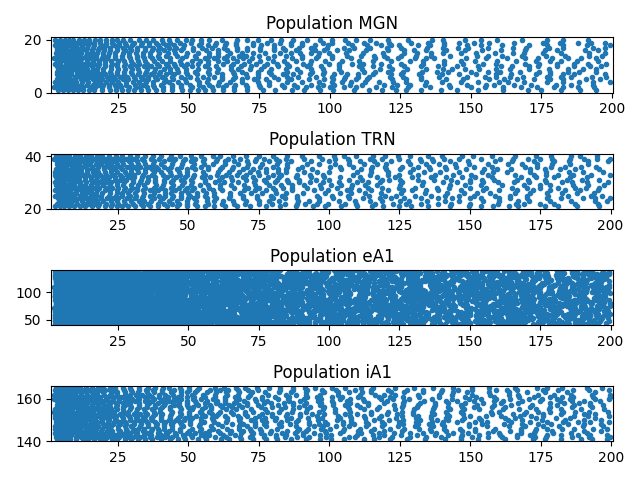 Population MGN
20
0
25 50 75 100 125 150 175 200
Population TRN
40
20
25 50 75 100 125 150 175 200
Population eA1
100
50
25 50 75 100 125 150 175 200
Population iA1
160
140
25 50 75 100 125 150 175 200